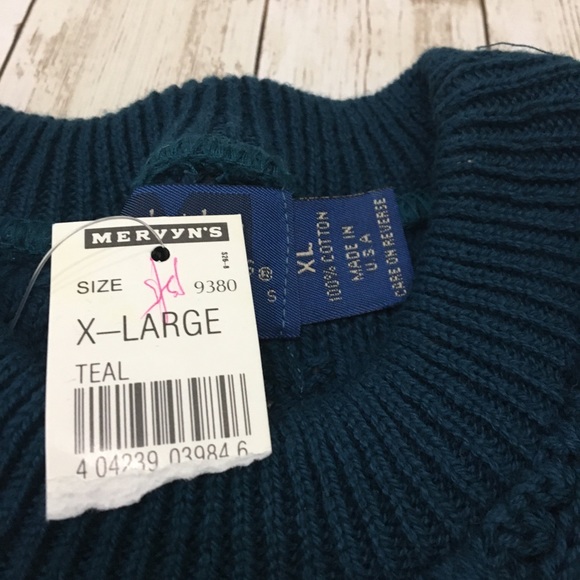 MERVYN'S
SIZE 9380
X-LARGE
TEAL
4 04239 03984 6
XL
100% COTTON
MADE IN
U S A
CARE ON REVERSE